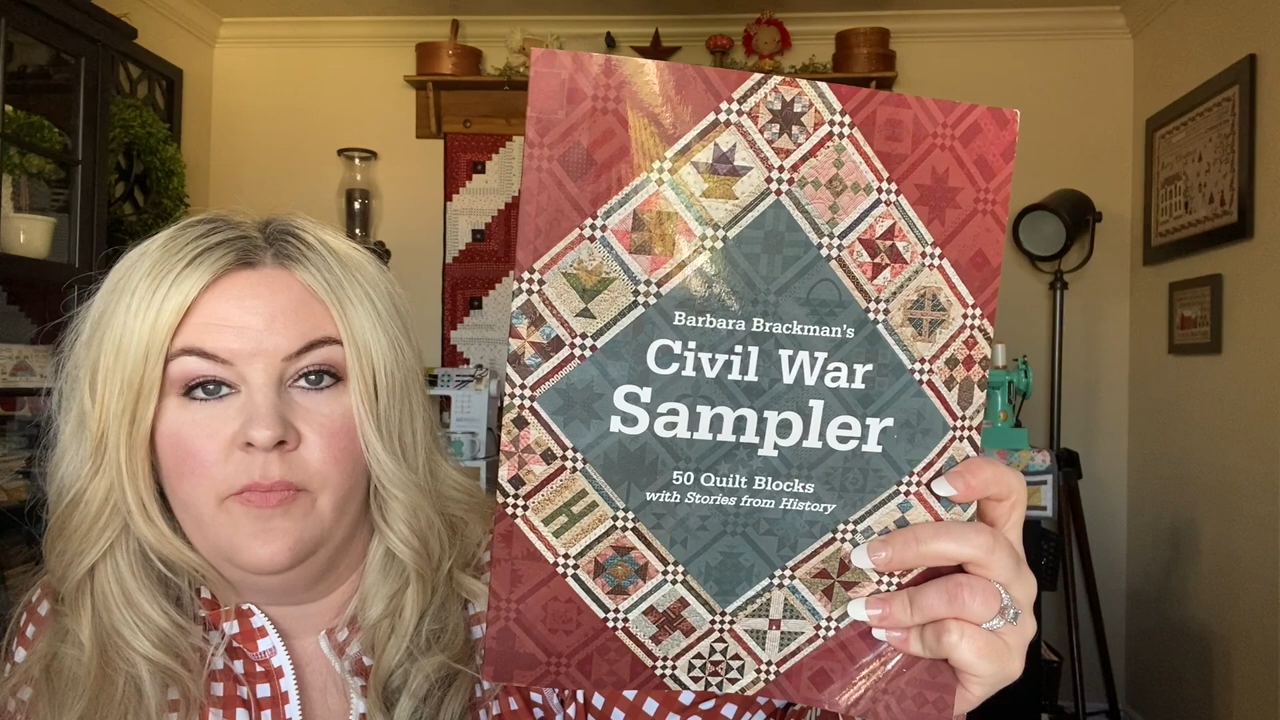 Barbara Brackman's
Civil War
Sampler
50 Quilt Blocks
with Stories from History